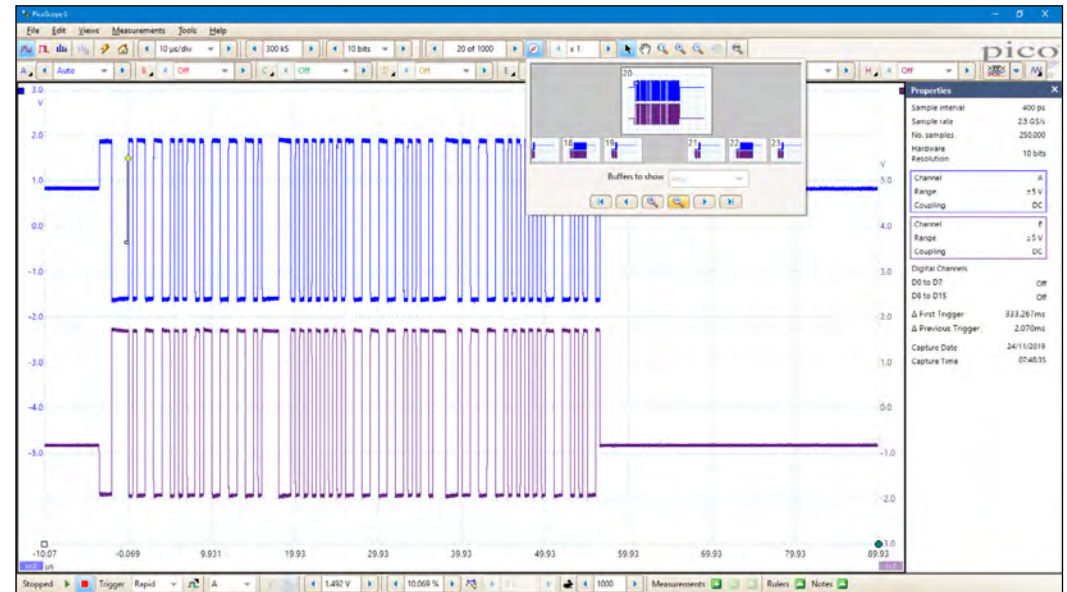 PicoScope 6
File Edit Views Measurements Tools Help
10 µs/div 300 kS 10 bits 20 of 1000 x 1
pico
A Auto B Off C Off D Off E H Off
Properties
Sample interval 400 ps
Sample rate 2.5 GS/s
No. samples 250,000
Hardware Resolution 10 bits
Channel A
Range ±5 V
Coupling DC
Channel E
Range ±5 V
Coupling DC
Digital Channels
D0 to D7 Off
D8 to D15 Off
Δ First Trigger 333.267ms
Δ Previous Trigger 2.070ms
Capture Date 24/11/2019
Capture Time 07:48:35
20
18 19 21 22 23
Buffers to show
3.0
V
2.0
1.0
0.0
-1.0
-2.0
-3.0
-4.0
-5.0
V
5.0
4.0
3.0
2.0
1.0
0.0
-1.0
-2.0
-3.0
-10.07 -0.069 9.931 19.93 29.93 39.93 49.93 59.93 69.93 79.93 89.93
x1.0 µs x1.0
Stopped Trigger Rapid A 1.492 V 10.069 % 1000 Measurements Rulers Notes